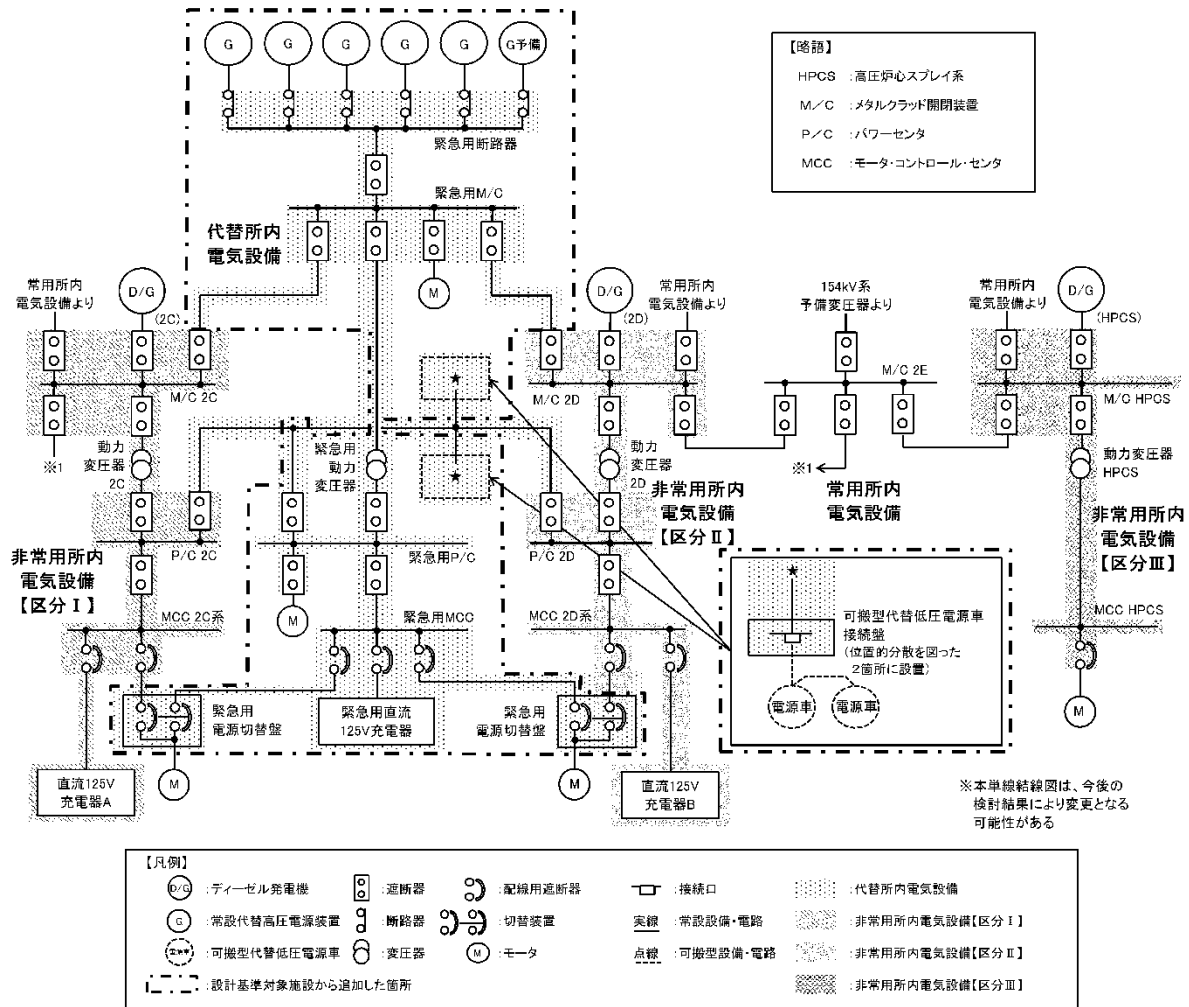 G
G
G
G
G
G予備
緊急用断路器
緊急用M/C
代替所内
電気設備
【略語】
HPCS :高圧炉心スプレイ系
M/C :メタルクラッド開閉装置
P/C :パワーセンタ
MCC :モータ・コントロール・センタ
常用所内
電気設備より
D/G
(2C)
M
D/G
(2D)
常用所内
電気設備より
154kV系
予備変圧器より
常用所内
電気設備より
D/G
(HPCS)
M/C 2C
M/C 2D
M/C 2E
M/C HPCS
※1
動力
変圧器
2C
緊急用
動力
変圧器
動力
変圧器
2D
※1
常用所内
電気設備
動力変圧器
HPCS
非常用所内
電気設備
【区分Ⅱ】
非常用所内
電気設備
【区分Ⅲ】
P/C 2C
緊急用P/C
P/C 2D
非常用所内
電気設備
【区分Ⅰ】
M
MCC 2C系
緊急用MCC
MCC 2D系
MCC HPCS
★
★
★
可搬型代替低圧電源車
接続盤
(位置的分散を図った
2箇所に設置)
電源車
電源車
緊急用
電源切替盤
緊急用直流
125V充電器
緊急用
電源切替盤
M
M
M
直流125V
充電器A
直流125V
充電器B
※本単線結線図は、今後の
検討結果により変更となる
可能性がある
【凡例】
D/G :ディーゼル発電機
:遮断器
:配線用遮断器
:接続口
:代替所内電気設備
G :常設代替高圧電源装置
:断路器
:切替装置
実線 :常設設備・電路
:非常用所内電気設備【区分Ⅰ】
電源車 :可搬型代替低圧電源車
:変圧器
M :モータ
点線 :可搬型設備・電路
:非常用所内電気設備【区分Ⅱ】
:設計基準対象施設から追加した箇所
:非常用所内電気設備【区分Ⅲ】